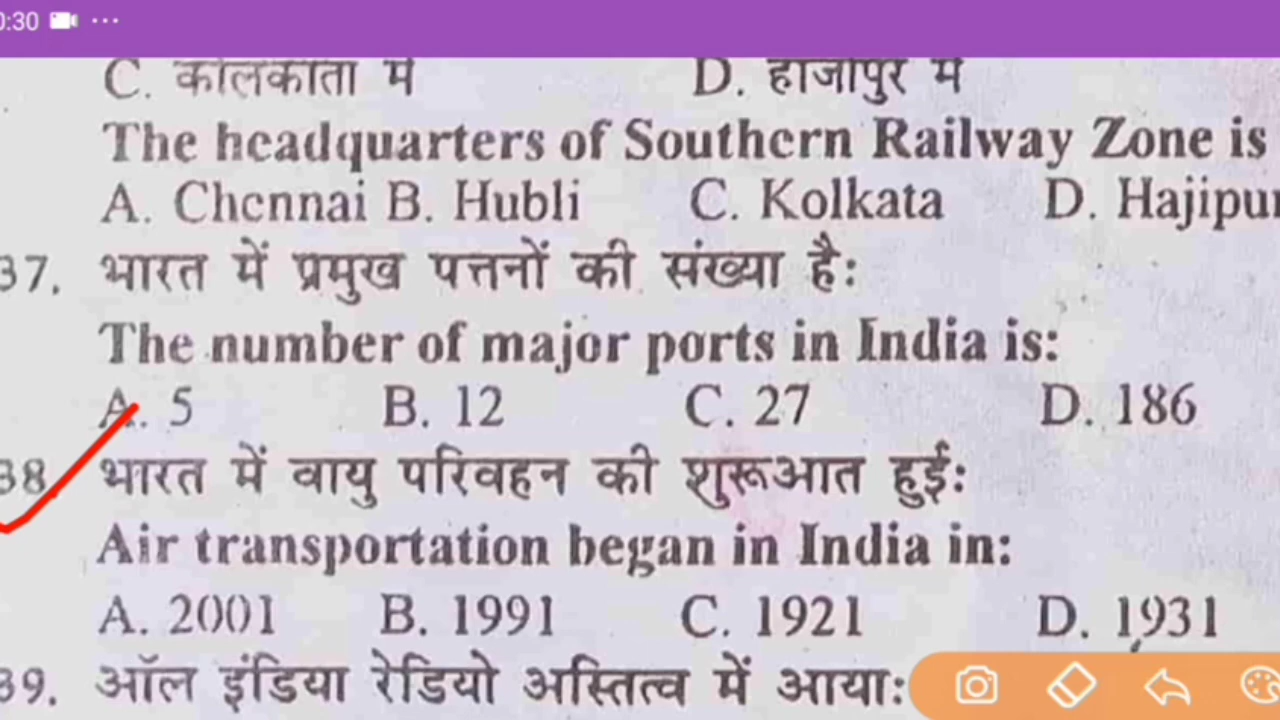 0:30
C. कोलकाता में D. हाजीपुर में
The headquarters of Southern Railway Zone is
A. Chennai B. Hubli C. Kolkata D. Hajipur
37. भारत में प्रमुख पत्तनों की संख्या है:
The number of major ports in India is:
A. 5 B. 12 C. 27 D. 186
38 भारत में वायु परिवहन की शुरूआत हुई:
Air transportation began in India in:
A. 2001 B. 1991 C. 1921 D. 1931
39. ऑल इंडिया रेडियो अस्तित्व में आया: